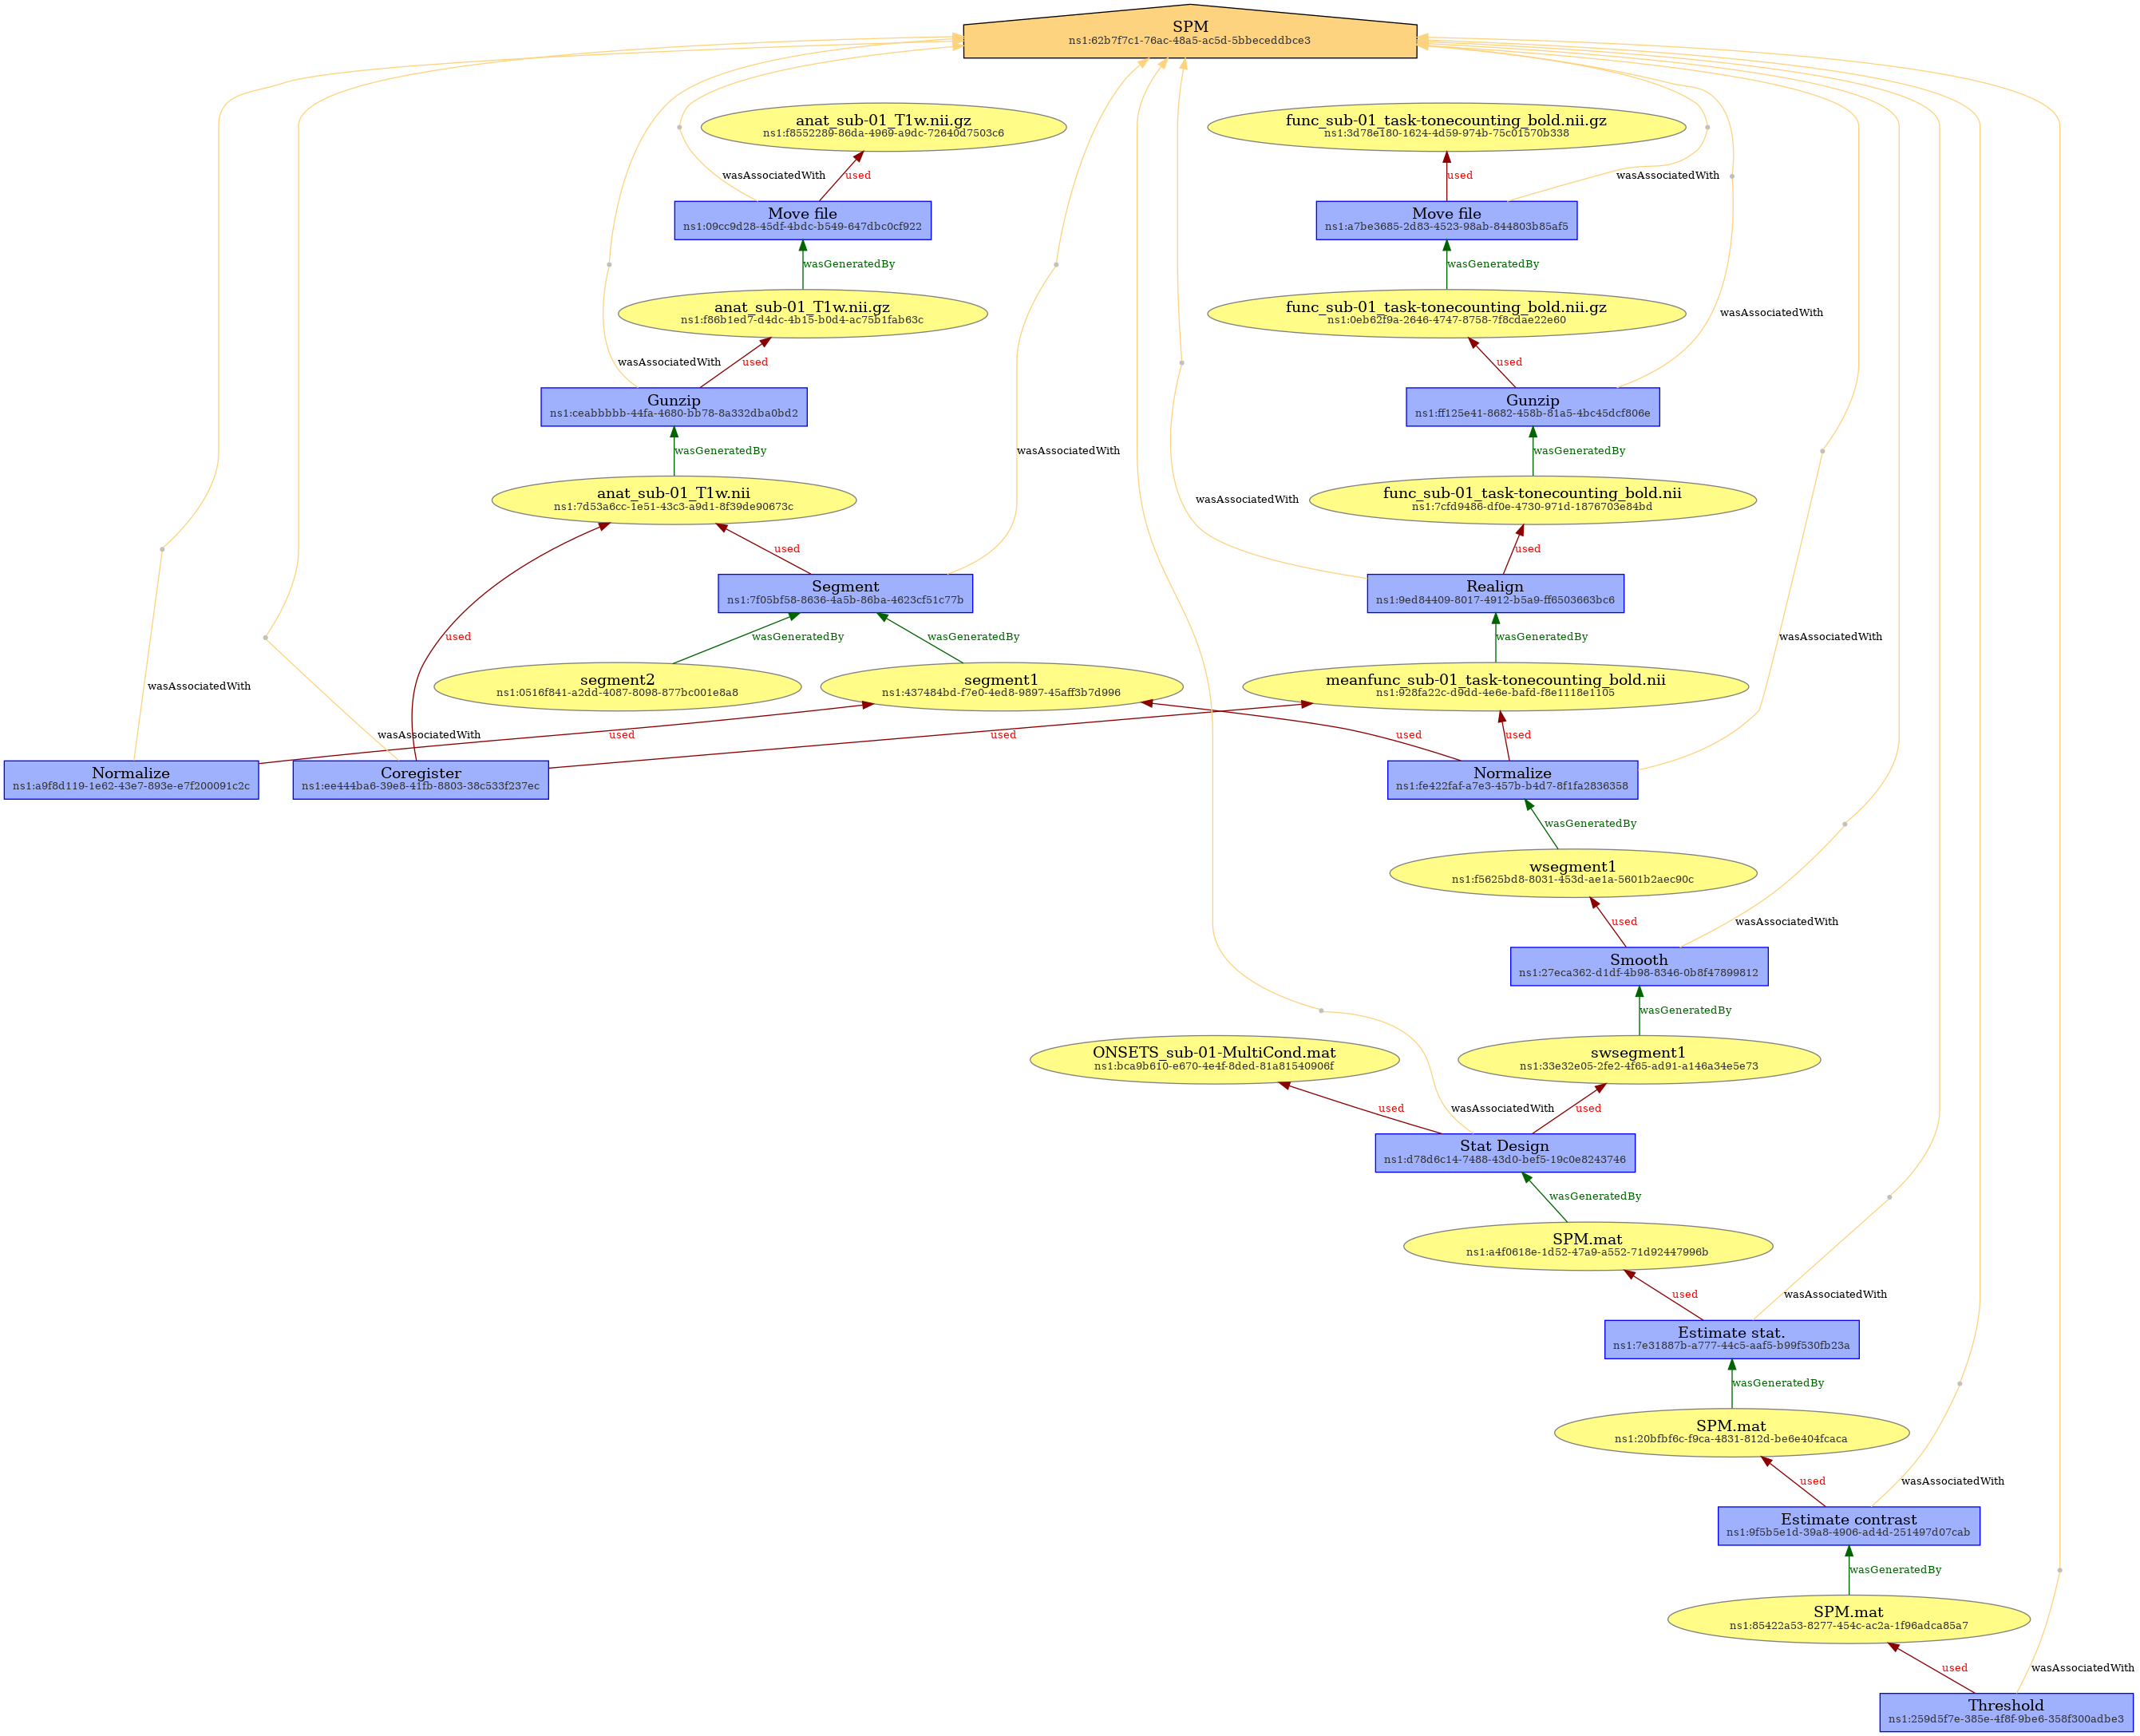 SPM
ns1:62b7f7c1-76ac-48a5-ac5d-5bbeceddbce3
anat_sub-01_T1w.nii.gz
ns1:f8552289-86da-4969-a9dc-72640d7503c6
func_sub-01_task-tonecounting_bold.nii.gz
ns1:3d78e180-1624-4d59-974b-75c01570b338
wasAssociatedWith
used
used
wasAssociatedWith
Move file
ns1:09cc9d28-45df-4bdc-b549-647dbc0cf922
Move file
ns1:a7be3685-2d83-4523-98ab-844803b85af5
wasGeneratedBy
wasGeneratedBy
anat_sub-01_T1w.nii.gz
ns1:f86b1ed7-d4dc-4b15-b0d4-ac75b1fab63c
func_sub-01_task-tonecounting_bold.nii.gz
ns1:0eb62f9a-2646-4747-8758-7f8cdae22e60
wasAssociatedWith
wasAssociatedWith
used
used
Gunzip
ns1:ceabbbbb-44fa-4680-bb78-8a332dba0bd2
Gunzip
ns1:ff125e41-8682-458b-81a5-4bc45dcf806e
wasGeneratedBy
wasAssociatedWith
wasGeneratedBy
anat_sub-01_T1w.nii
ns1:7d53a6cc-1e51-43c3-a9d1-8f39de90673c
wasAssociatedWith
func_sub-01_task-tonecounting_bold.nii
ns1:7cfd9486-df0e-4730-971d-1876703e84bd
used
used
Segment
ns1:7f05bf58-8636-4a5b-86ba-4623cf51c77b
Realign
ns1:9ed84409-8017-4912-b5a9-ff6503663bc6
used
wasGeneratedBy
wasGeneratedBy
wasGeneratedBy
wasAssociatedWith
wasAssociatedWith
segment2
ns1:0516f841-a2dd-4087-8098-877bc001e8a8
segment1
ns1:437484bd-f7e0-4ed8-9897-45aff3b7d996
meanfunc_sub-01_task-tonecounting_bold.nii
ns1:928fa22c-d9dd-4e6e-bafd-f8e1118e1105
wasAssociatedWith
used
used
used
used
Normalize
ns1:a9f8d119-1e62-43e7-893e-e7f200091c2c
Coregister
ns1:ee444ba6-39e8-41fb-8803-38c533f237ec
Normalize
ns1:fe422faf-a7e3-457b-b4d7-8f1fa2836358
wasGeneratedBy
wsegment1
ns1:f5625bd8-8031-453d-ae1a-5601b2aec90c
used
wasAssociatedWith
Smooth
ns1:27eca362-d1df-4b98-8346-0b8f47899812
wasGeneratedBy
ONSETS_sub-01-MultiCond.mat
ns1:bca9b610-e670-4e4f-8ded-81a81540906f
swsegment1
ns1:33e32e05-2fe2-4f65-ad91-a146a34e5e73
used
wasAssociatedWith
used
Stat Design
ns1:d78d6c14-7488-43d0-bef5-19c0e8243746
wasGeneratedBy
SPM.mat
ns1:a4f0618e-1d52-47a9-a552-71d92447996b
used
wasAssociatedWith
Estimate stat.
ns1:7e31887b-a777-44c5-aaf5-b99f530fb23a
wasGeneratedBy
SPM.mat
ns1:20bfbf6c-f9ca-4831-812d-be6e404fcaca
used
wasAssociatedWith
Estimate contrast
ns1:9f5b5e1d-39a8-4906-ad4d-251497d07cab
wasGeneratedBy
SPM.mat
ns1:85422a53-8277-454c-ac2a-1f96adca85a7
used
wasAssociatedWith
Threshold
ns1:259d5f7e-385e-4f8f-9be6-358f300adbe3